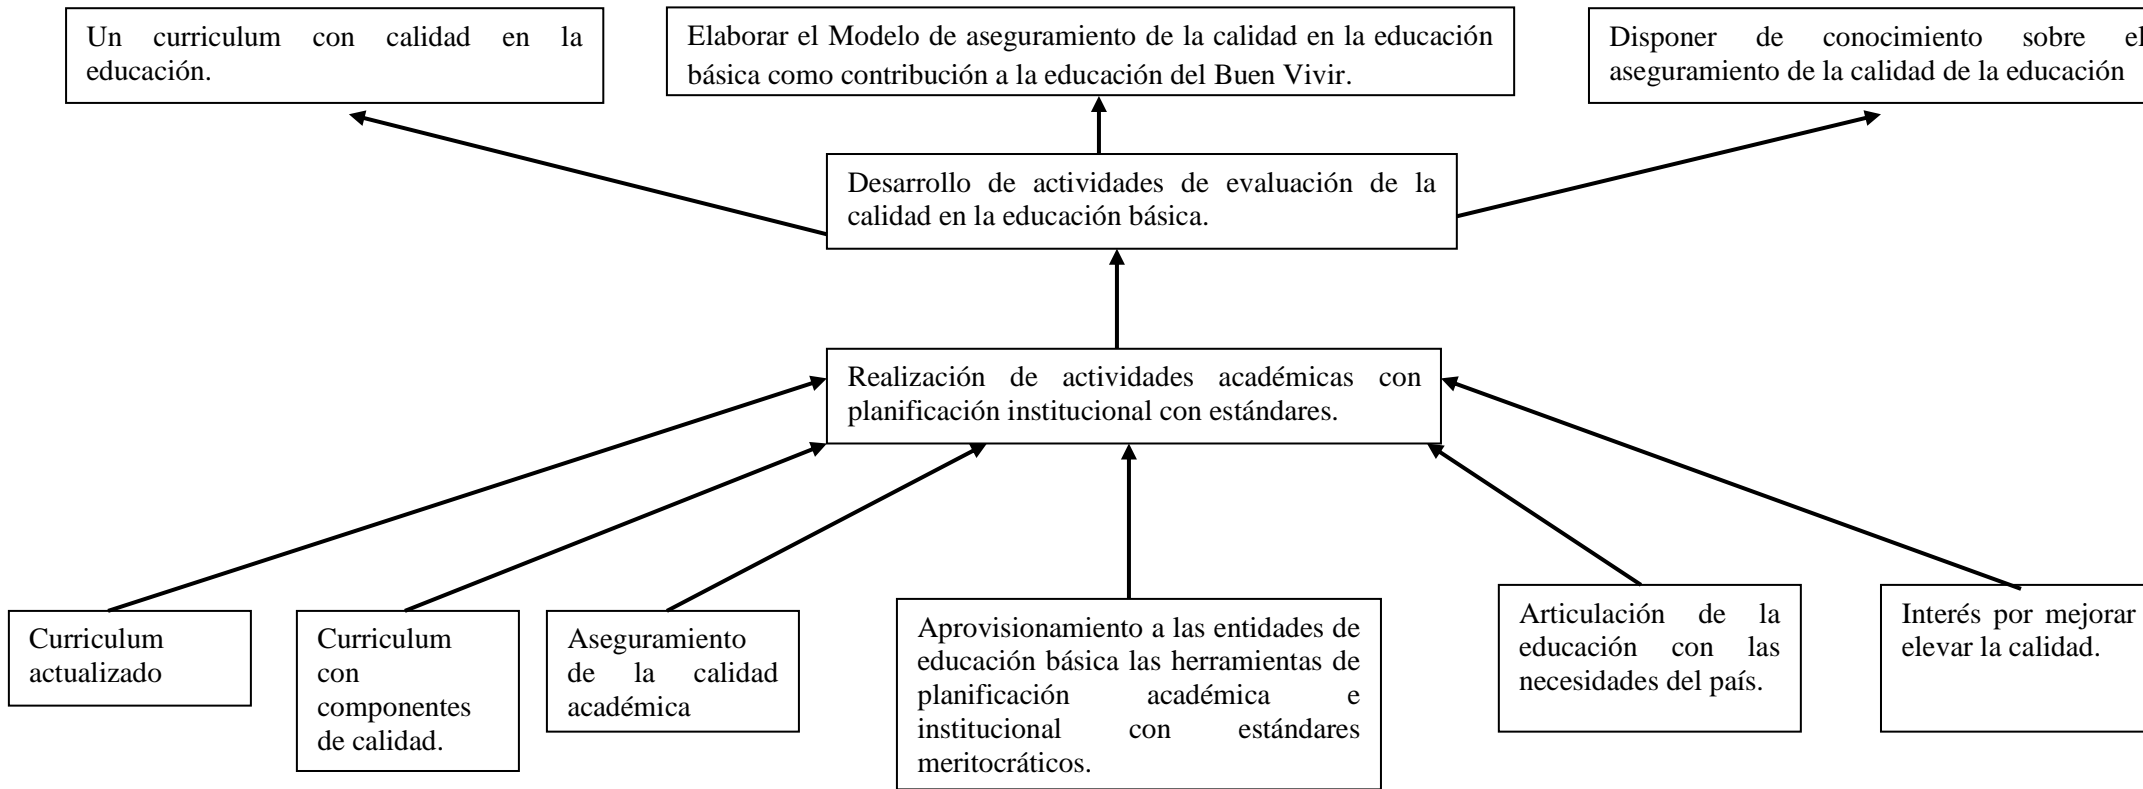 Un curriculum con calidad en la
educación.
Elaborar el Modelo de aseguramiento de la calidad en la educación
básica como contribución a la educación del Buen Vivir.
Disponer de conocimiento sobre el
aseguramiento de la calidad de la educación
Desarrollo de actividades de evaluación de la
calidad en la educación básica.
Realización de actividades académicas con
planificación institucional con estándares.
Curriculum
actualizado
Curriculum
con
componentes
de calidad.
Aseguramiento
de la calidad
académica
Aprovisionamiento a las entidades de
educación básica las herramientas de
planificación académica e
institucional con estándares
meritocráticos.
Articulación de la
educación con las
necesidades del país.
Interés por mejorar
elevar la calidad.